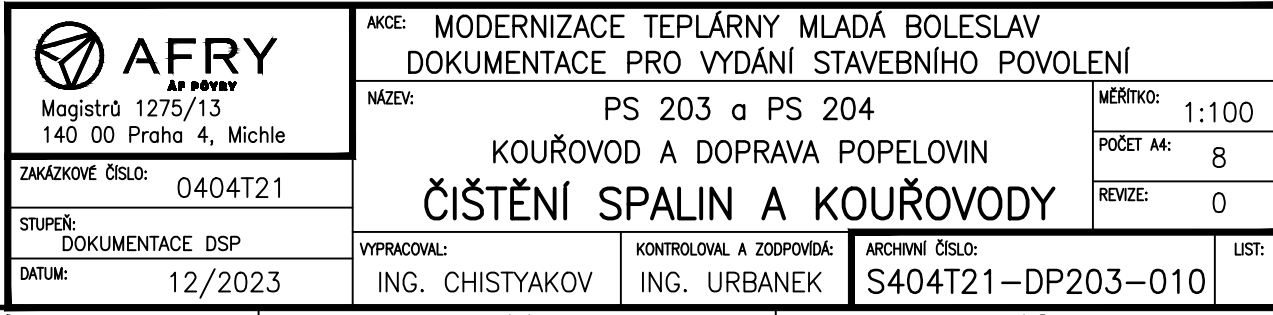 AFRY
ÅF PÖYRY
Magistrů 1275/13
140 00 Praha 4, Michle
AKCE: MODERNIZACE TEPLÁRNY MLADÁ BOLESLAV
DOKUMENTACE PRO VYDÁNÍ STAVEBNÍHO POVOLENÍ
NÁZEV: PS 203 a PS 204
KOUŘOVOD A DOPRAVA POPELOVIN
ČIŠTĚNÍ SPALIN A KOUŘOVODY
MĚŘÍTKO: 1:100
POČET A4: 8
REVIZE: 0
ZAKÁZKOVÉ ČÍSLO: 0404T21
STUPEŇ:
DOKUMENTACE DSP
DATUM: 12/2023
VYPRACOVAL:
ING. CHISTYAKOV
KONTROLOVAL A ZODPOVÍDÁ:
ING. URBANEK
ARCHIVNÍ ČÍSLO:
S404T21-DP203-010
LIST: